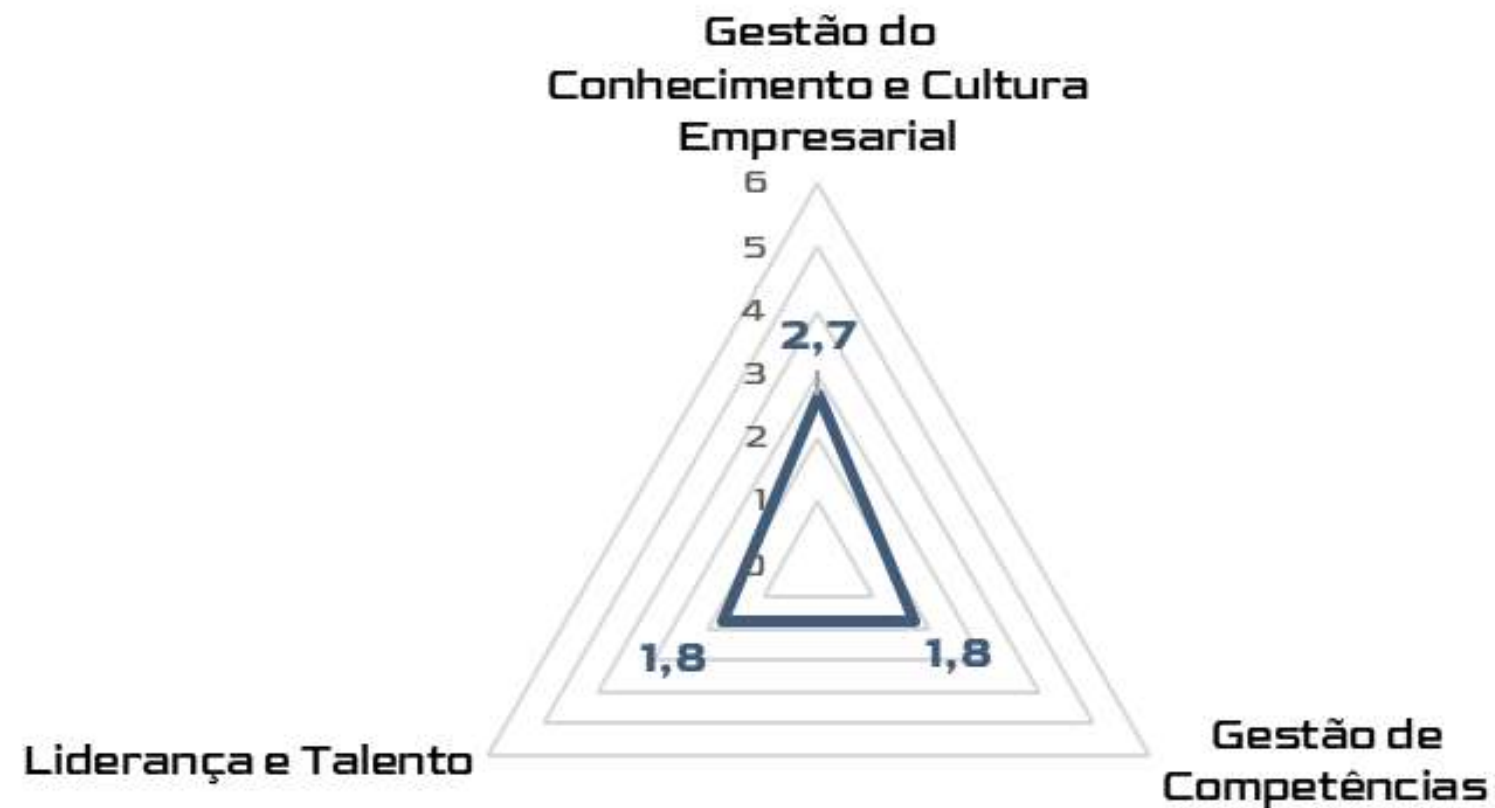 Gestão do
Conhecimento e Cultura
Empresarial
6
5
4
2,7
3
2
1
0
1,8
1,8
Liderança e Talento
Gestão de
Competências